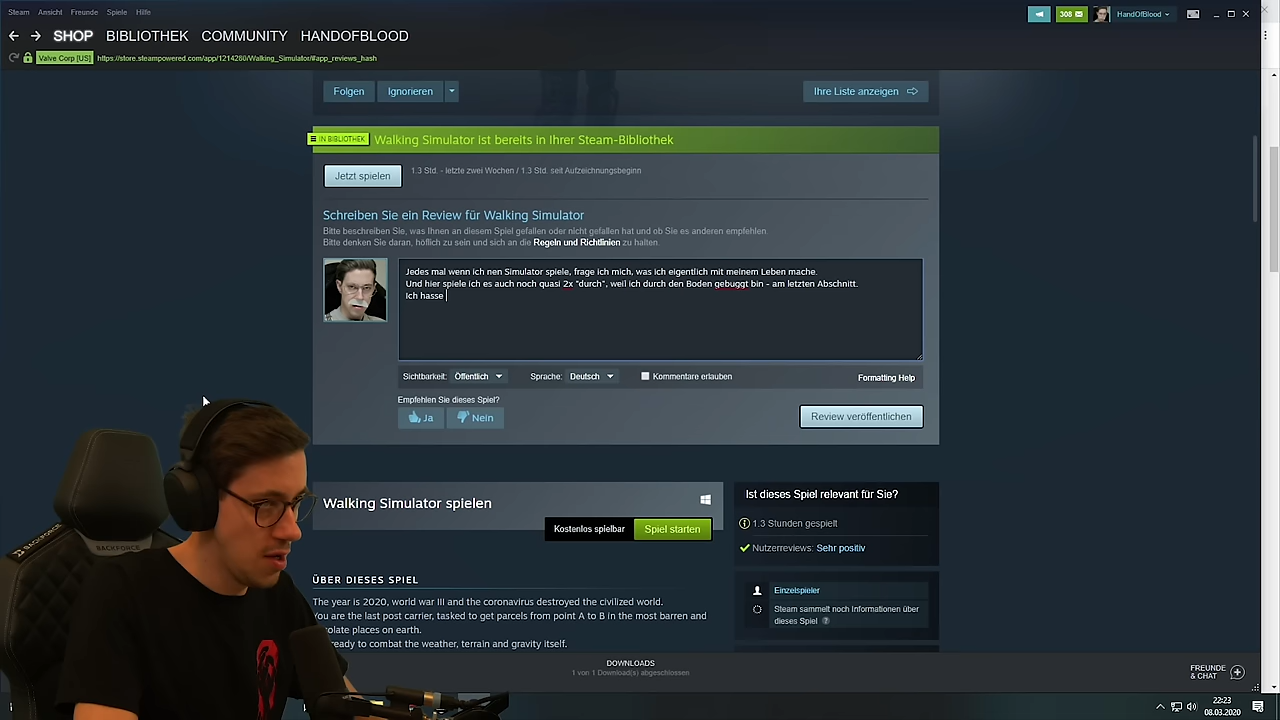 Steam Ansicht Freunde Spiele Hilfe
308 HandOfBlood
SHOP BIBLIOTHEK COMMUNITY HANDOFBLOOD
Valve Corp [US] https://store.steampowered.com/app/1214280/Walking_Simulator/#app_reviews_hash
Folgen Ignorieren Ihre Liste anzeigen
IN BIBLIOTHEK Walking Simulator ist bereits in Ihrer Steam-Bibliothek
Jetzt spielen 1.3 Std. - letzte zwei Wochen / 1.3 Std. seit Aufzeichnungsbeginn
Schreiben Sie ein Review für Walking Simulator
Bitte beschreiben Sie, was Ihnen an diesem Spiel gefallen oder nicht gefallen hat und ob Sie es anderen empfehlen.
Bitte denken Sie daran, höflich zu sein und sich an die Regeln und Richtlinien zu halten.
Jedes mal wenn ich nen Simulator spiele, frage ich mich, was ich eigentlich mit meinem Leben mache.
Und hier spiele ich es auch noch quasi 2x "durch", weil ich durch den Boden gebuggt bin - am letzten Abschnitt.
Ich hasse
Sichtbarkeit: Öffentlich Sprache: Deutsch Kommentare erlauben Formatting Help
Empfehlen Sie dieses Spiel?
Ja Nein Review veröffentlichen
Walking Simulator spielen
Kostenlos spielbar Spiel starten
Ist dieses Spiel relevant für Sie?
1.3 Stunden gespielt
Nutzerreviews: Sehr positiv
ÜBER DIESES SPIEL
The year is 2020, world war III and the coronavirus destroyed the civilized world.
You are the last post carrier, tasked to get parcels from point A to B in the most barren and
olate places on earth.
ready to combat the weather, terrain and gravity itself.
Einzelspieler
Steam sammelt noch Informationen über
dieses Spiel ?
BACKFORCE
BACKFORCE
DOWNLOADS
1 von 1 Download(s) abgeschlossen
FREUNDE
& CHAT
22:22
08.03.2020